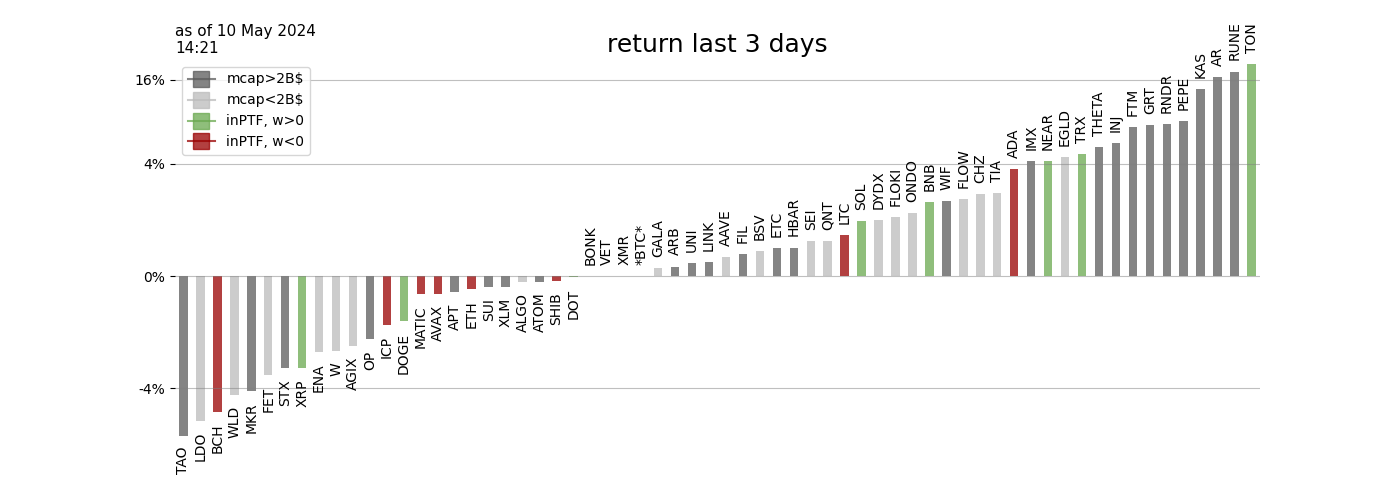 as of 10 May 2024
14:21
return last 3 days
mcap>2B$
mcap<2B$
inPTF, w>0
inPTF, w<0
16%
4%
0%
-4%
TAO
LDO
BCH
WLD
MKR
FET
STX
XRP
ENA
W
AGIX
OP
ICP
DOGE
MATIC
AVAX
APT
ETH
SUI
XLM
ALGO
ATOM
SHIB
DOT
BONK
VET
XMR
*BTC*
GALA
ARB
UNI
LINK
AAVE
FIL
BSV
ETC
HBAR
SEI
QNT
LTC
SOL
DYDX
FLOKI
ONDO
BNB
WIF
FLOW
CHZ
TIA
ADA
IMX
NEAR
EGLD
TRX
THETA
INJ
FTM
GRT
RNDR
PEPE
KAS
AR
RUNE
TON